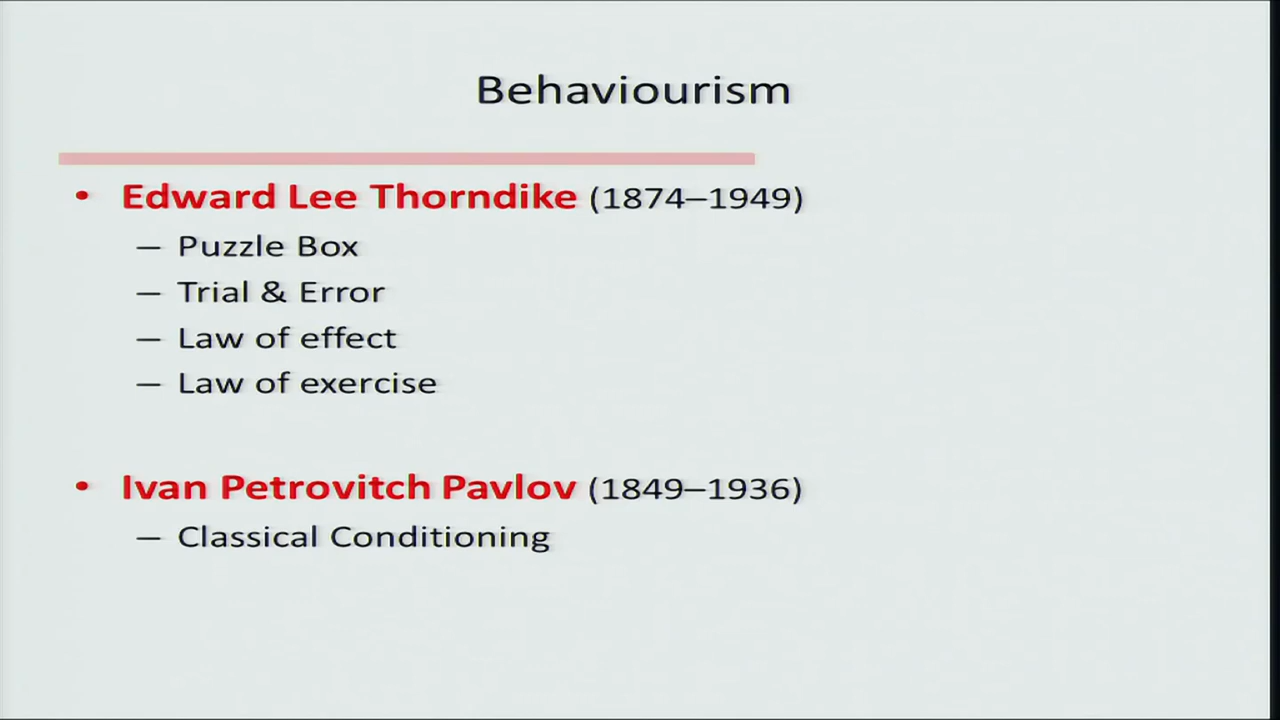 Behaviourism
• Edward Lee Thorndike (1874–1949)
– Puzzle Box
– Trial & Error
– Law of effect
– Law of exercise
• Ivan Petrovitch Pavlov (1849–1936)
– Classical Conditioning